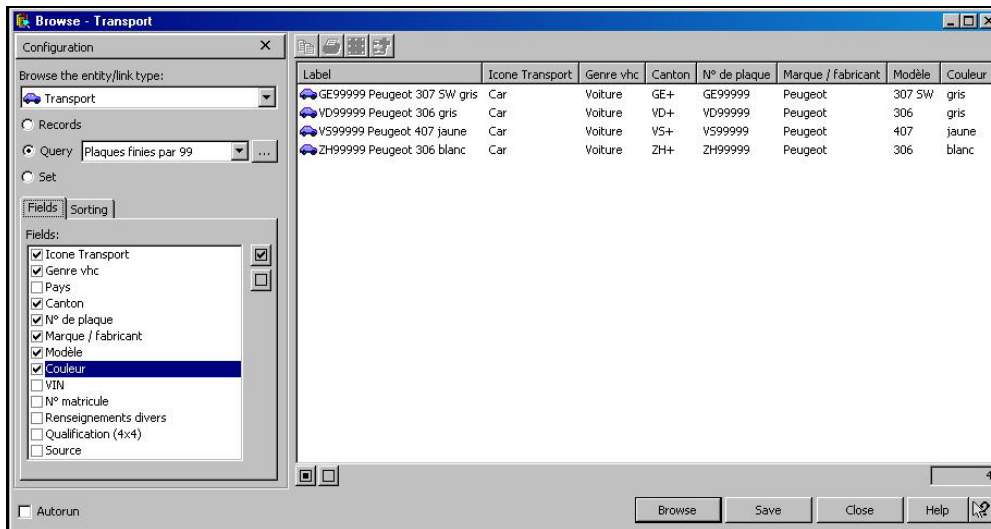 Browse - Transport
Configuration
Browse the entity/link type:
Transport
Records
Query Plaques finies par 99 ...
Set
Fields Sorting
Fields:
Icone Transport
Genre vhc
Pays
Canton
N° de plaque
Marque / fabricant
Modèle
Couleur
VIN
N° matricule
Renseignements divers
Qualification (4x4)
Source
Label Icone Transport Genre vhc Canton N° de plaque Marque / fabricant Modèle Couleur
GE99999 Peugeot 307 SW gris Car Voiture GE+ GE99999 Peugeot 307 SW gris
VD99999 Peugeot 306 gris Car Voiture VD+ VD99999 Peugeot 306 gris
VS99999 Peugeot 407 jaune Car Voiture VS+ VS99999 Peugeot 407 jaune
ZH99999 Peugeot 306 blanc Car Voiture ZH+ ZH99999 Peugeot 306 blanc
4
Autorun
Browse Save Close Help